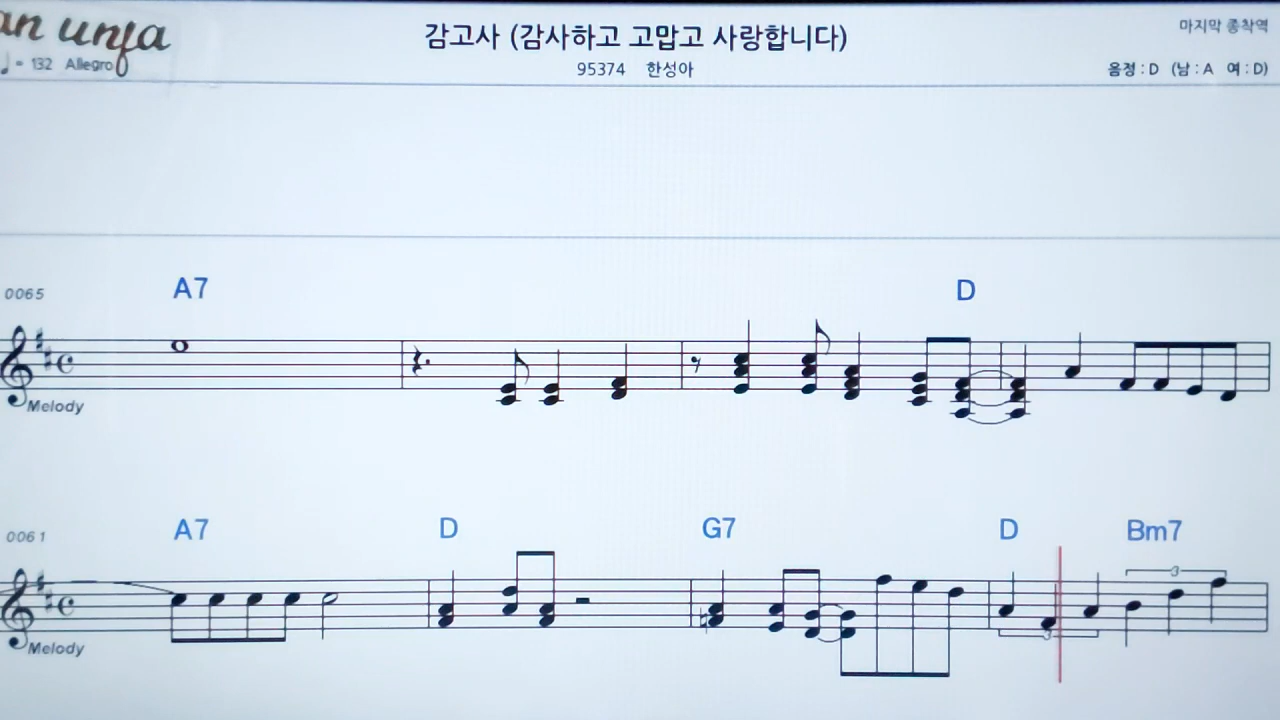 감고사 (감사하고 고맙고 사랑합니다)
마지막 종착역
♩= 132 Allegro
95374 한성아
음정 : D (남 : A 여 : D)
0065
A7
D
Melody
0061
A7
D
G7
D
Bm7
3
3
Melody